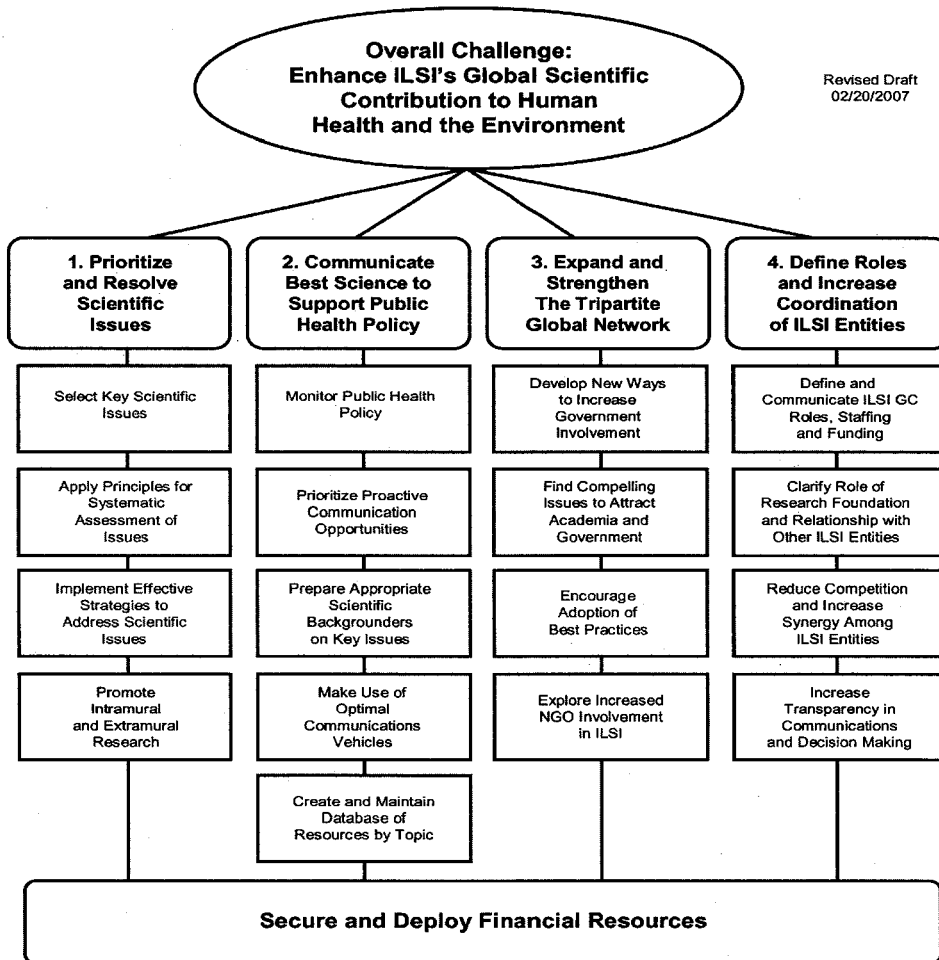 Overall Challenge:
Enhance ILSI's Global Scientific
Contribution to Human
Health and the Environment
Revised Draft
02/20/2007
1. Prioritize
and Resolve
Scientific
Issues
Select Key Scientific
Issues
Apply Principles for
Systematic
Assessment of
Issues
Implement Effective
Strategies to
Address Scientific
Issues
Promote
Intramural
and Extramural
Research
2. Communicate
Best Science to
Support Public
Health Policy
Monitor Public Health
Policy
Prioritize Proactive
Communication
Opportunities
Prepare Appropriate
Scientific
Backgrounders
on Key Issues
Make Use of
Optimal
Communications
Vehicles
Create and Maintain
Database of
Resources by Topic
3. Expand and
Strengthen
The Tripartite
Global Network
Develop New Ways
to Increase
Government
Involvement
Find Compelling
Issues to Attract
Academia and
Government
Encourage
Adoption of
Best Practices
Explore Increased
NGO Involvement
in ILSI
4. Define Roles
and Increase
Coordination
of ILSI Entities
Define and
Communicate ILSI GC
Roles, Staffing
and Funding
Clarify Role of
Research Foundation
and Relationship with
Other ILSI Entities
Reduce Competition
and Increase
Synergy Among
ILSI Entities
Increase
Transparency in
Communications
and Decision Making
Secure and Deploy Financial Resources